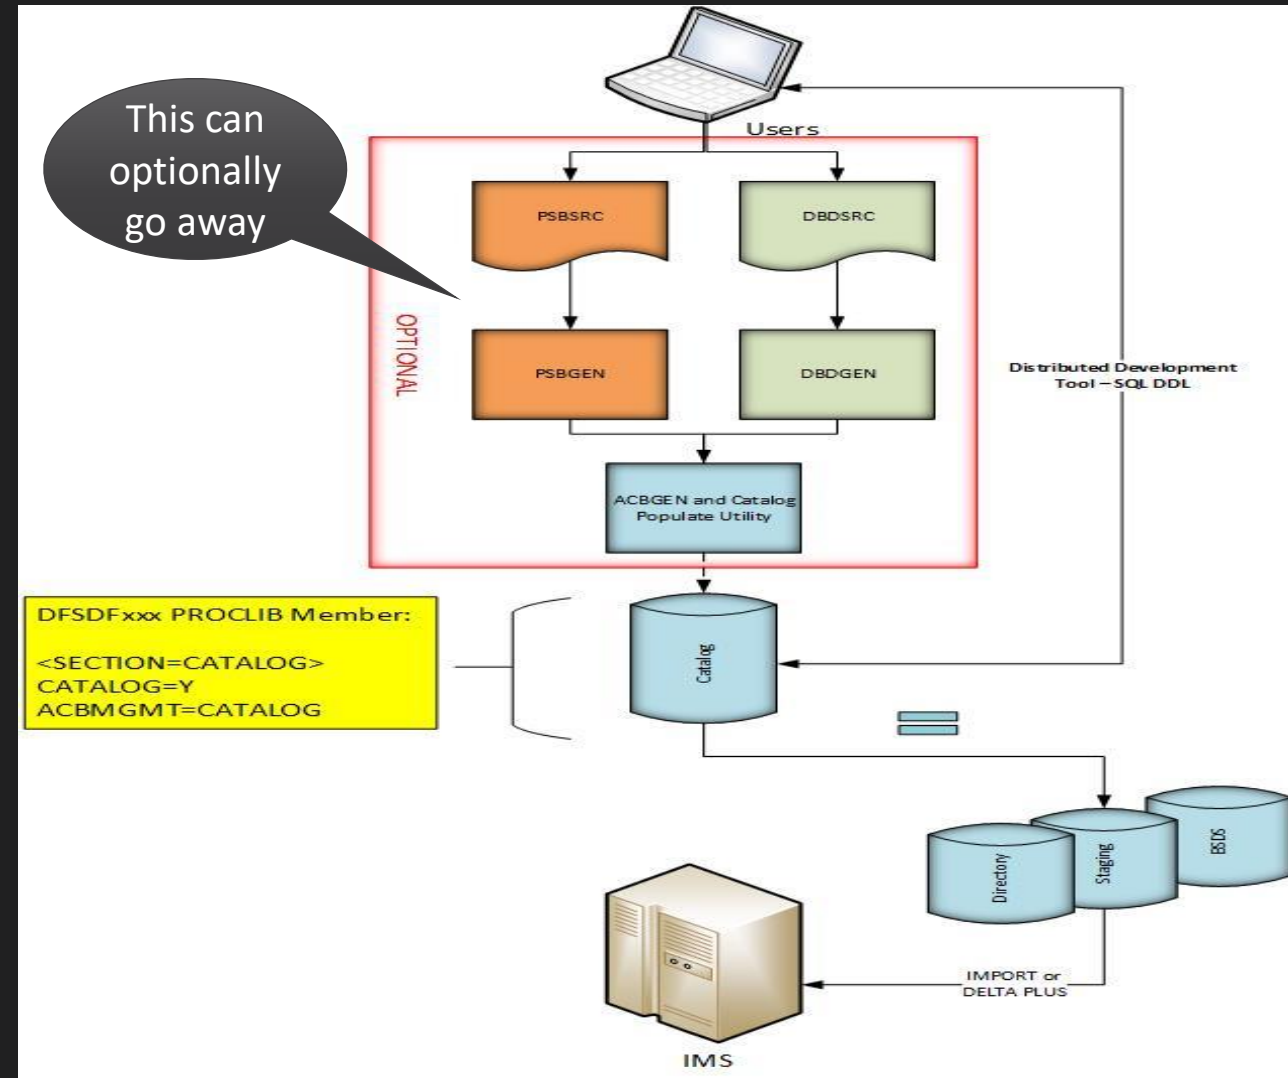 This can
optionally
go away
Users
PSBSRC
DBDSRC
OPTIONAL
PSBGEN
DBDGEN
Distributed Development
Tool – SQL DDL
ACBGEN and Catalog
Populate Utility
DFSDFxxx PROCLIB Member:
<SECTION=CATALOG>
CATALOG=Y
ACBMGMT=CATALOG
Catalog
Directory
Staging
BSDS
IMPORT or
DELTA PLUS
IMS